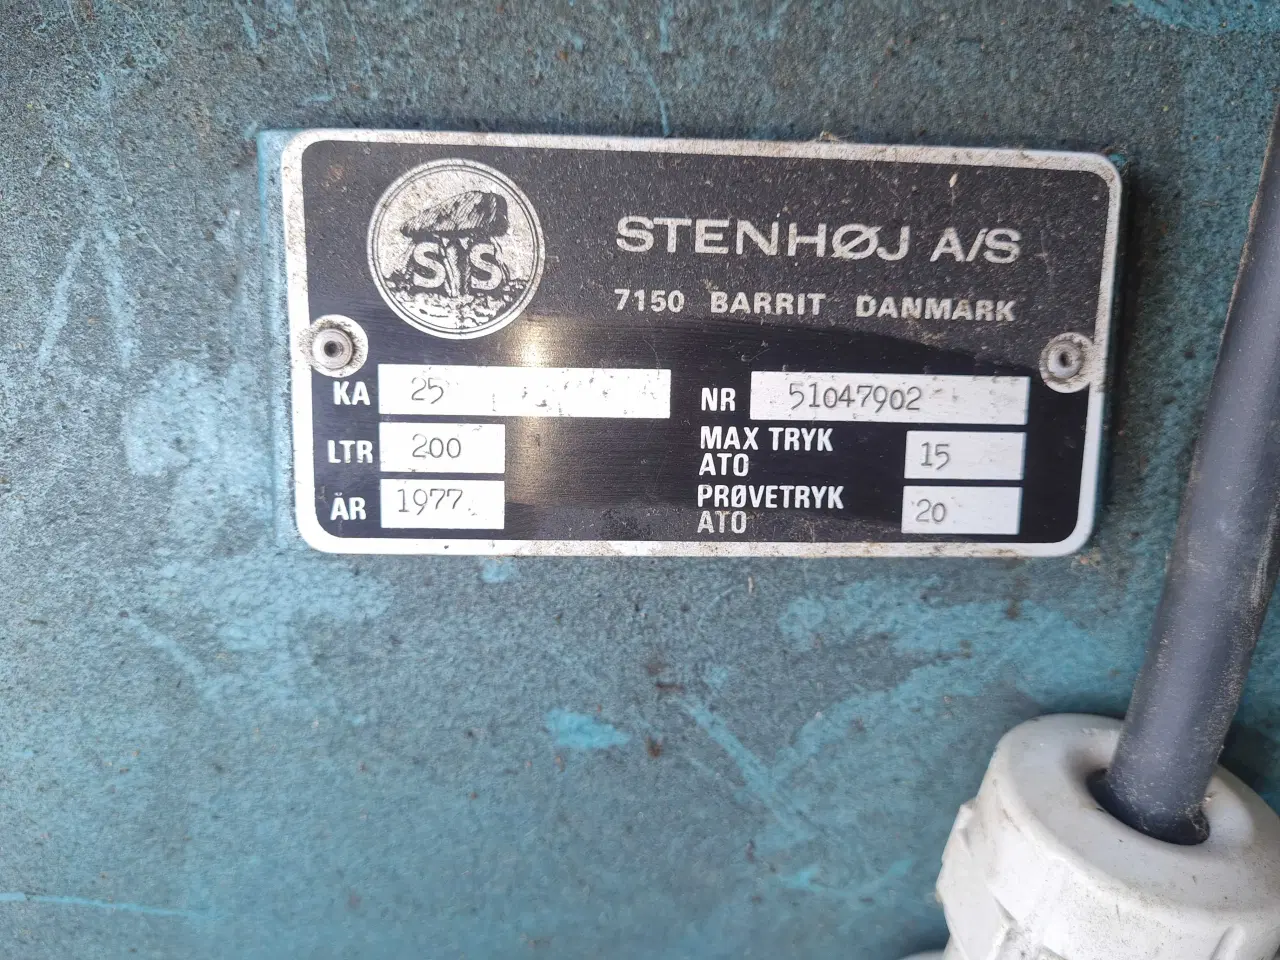 STS
STENHØJ A/S
7150 BARRIT DANMARK
KA 25
NR 51047902
LTR 200
MAX TRYK ATO 15
ÅR 1977
PRØVETRYK ATO 20